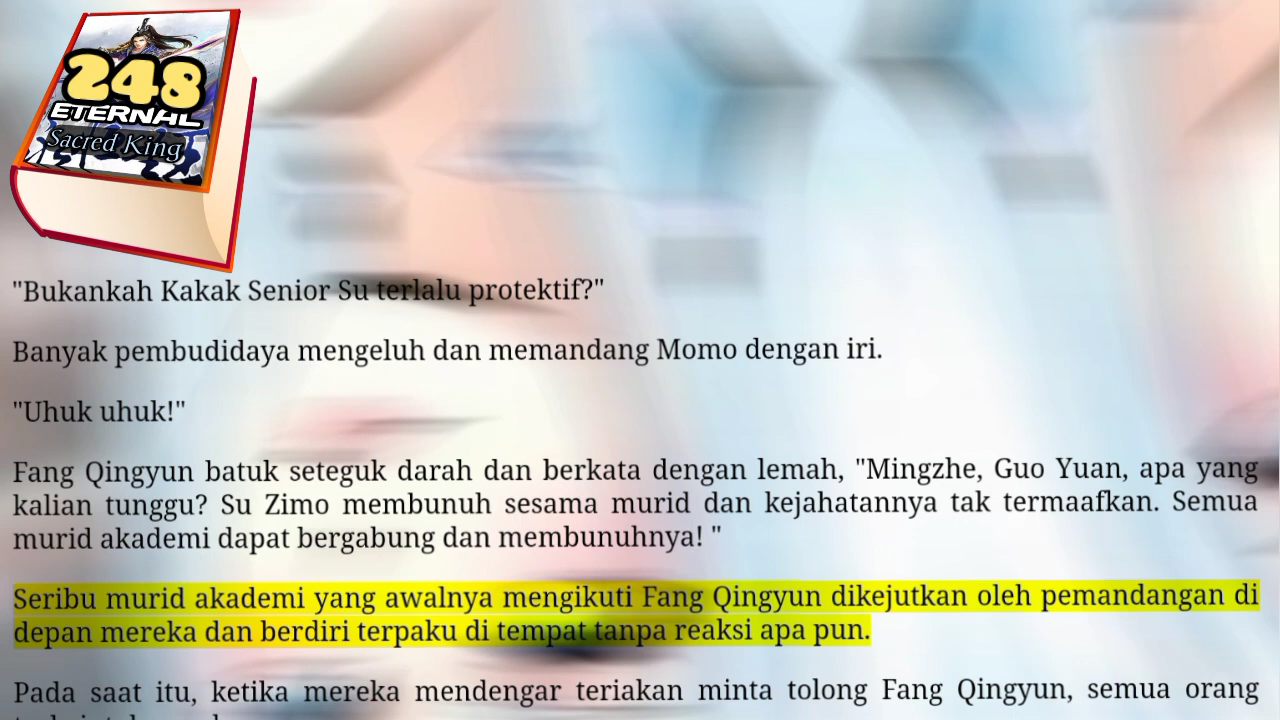 248
ETERNAL
Sacred King
"Bukankah Kakak Senior Su terlalu protektif?"
Banyak pembudidaya mengeluh dan memandang Momo dengan iri.
"Uhuk uhuk!"
Fang Qingyun batuk seteguk darah dan berkata dengan lemah, "Mingzhe, Guo Yuan, apa yang
kalian tunggu? Su Zimo membunuh sesama murid dan kejahatannya tak termaafkan. Semua
murid akademi dapat bergabung dan membunuhnya! "
Seribu murid akademi yang awalnya mengikuti Fang Qingyun dikejutkan oleh pemandangan di
depan mereka dan berdiri terpaku di tempat tanpa reaksi apa pun.
Pada saat itu, ketika mereka mendengar teriakan minta tolong Fang Qingyun, semua orang